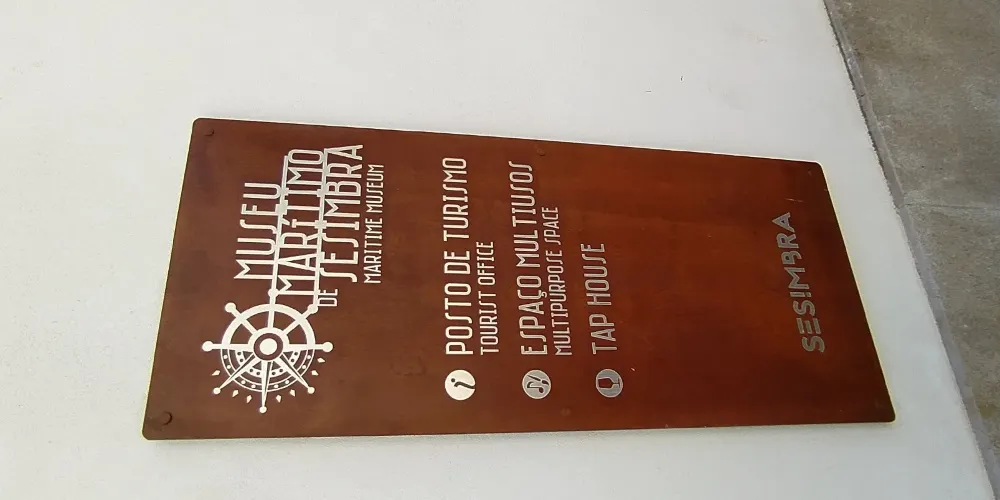 MUSEU
MARÍTIMO
DE SESIMBRA
MARITIME MUSEUM
POSTO DE TURISMO
TOURIST OFFICE
ESPAÇO MULTIUSOS
MULTIPURPOSE SPACE
TAP HOUSE
SESIMBRA